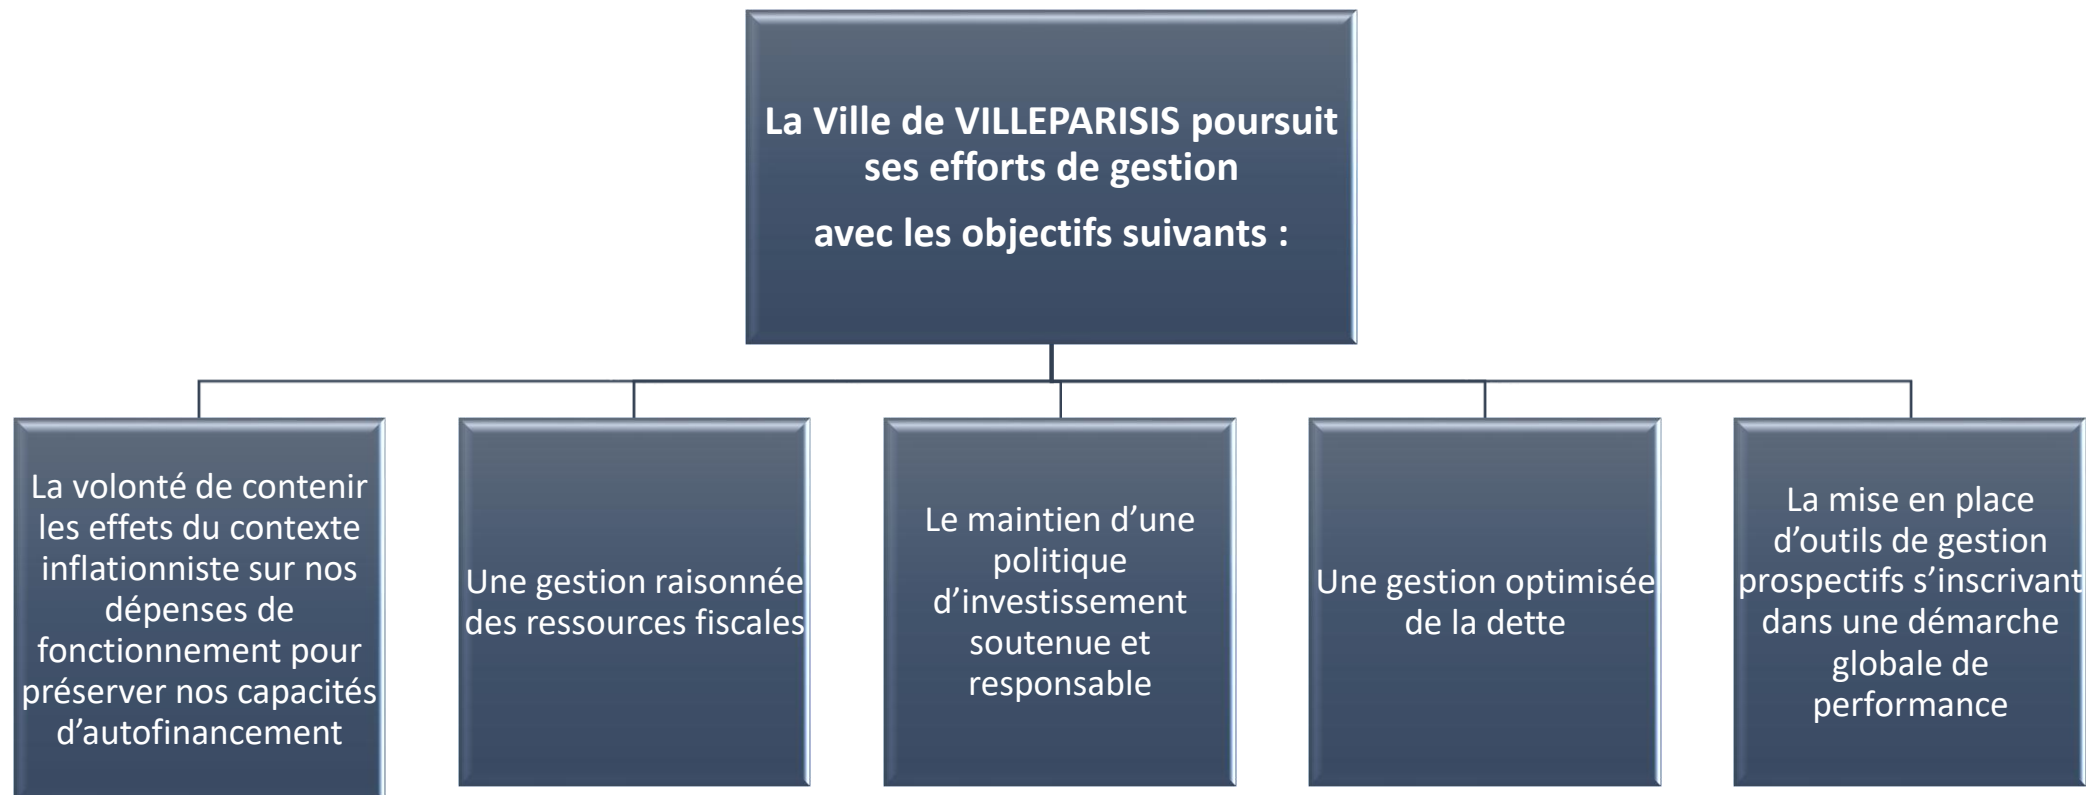 La Ville de VILLEPARISIS poursuit
ses efforts de gestion
avec les objectifs suivants :
La volonté de contenir
les effets du contexte
inflationniste sur nos
dépenses de
fonctionnement pour
préserver nos capacités
d’autofinancement
Une gestion raisonnée
des ressources fiscales
Le maintien d’une
politique
d’investissement
soutenue et
responsable
Une gestion optimisée
de la dette
La mise en place
d’outils de gestion
prospectifs s’inscrivant
dans une démarche
globale de
performance